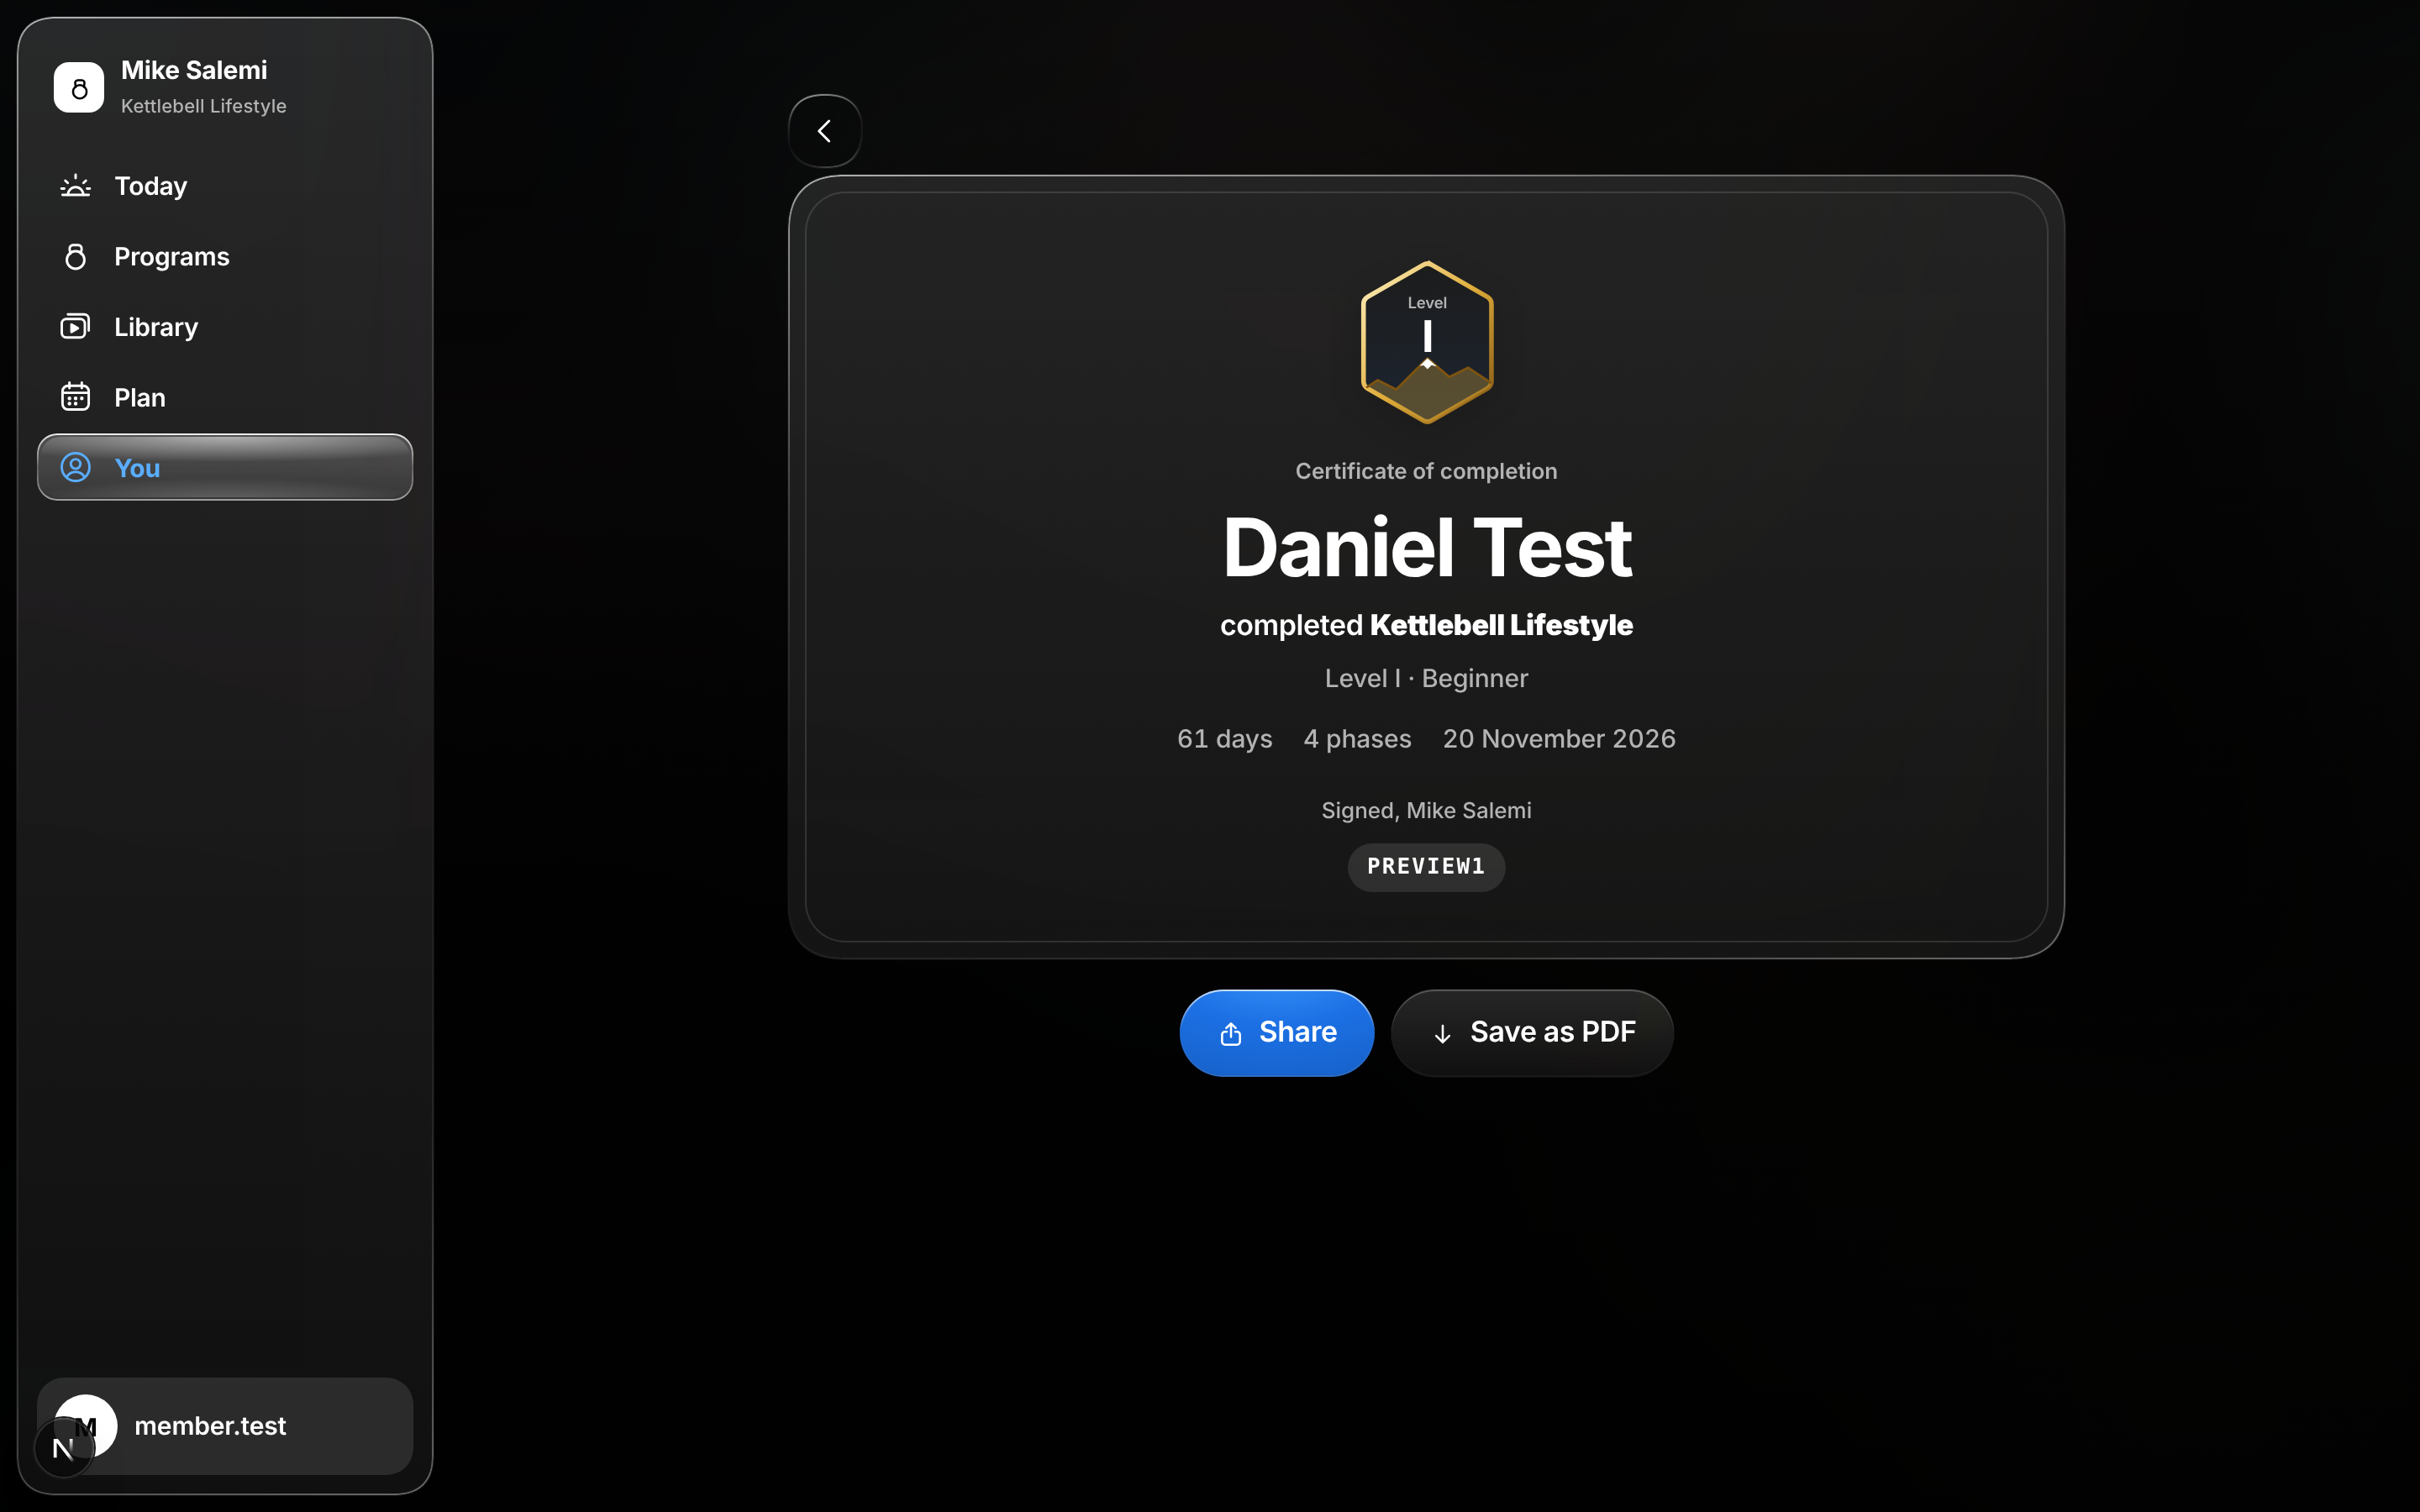 Mike Salemi
Kettlebell Lifestyle
Today
Programs
Library
Plan
You
Level
I
Certificate of completion
Daniel Test
completed Kettlebell Lifestyle
Level I · Beginner
61 days 4 phases 20 November 2026
Signed, Mike Salemi
PREVIEW1
Share
Save as PDF
M
member.test
N